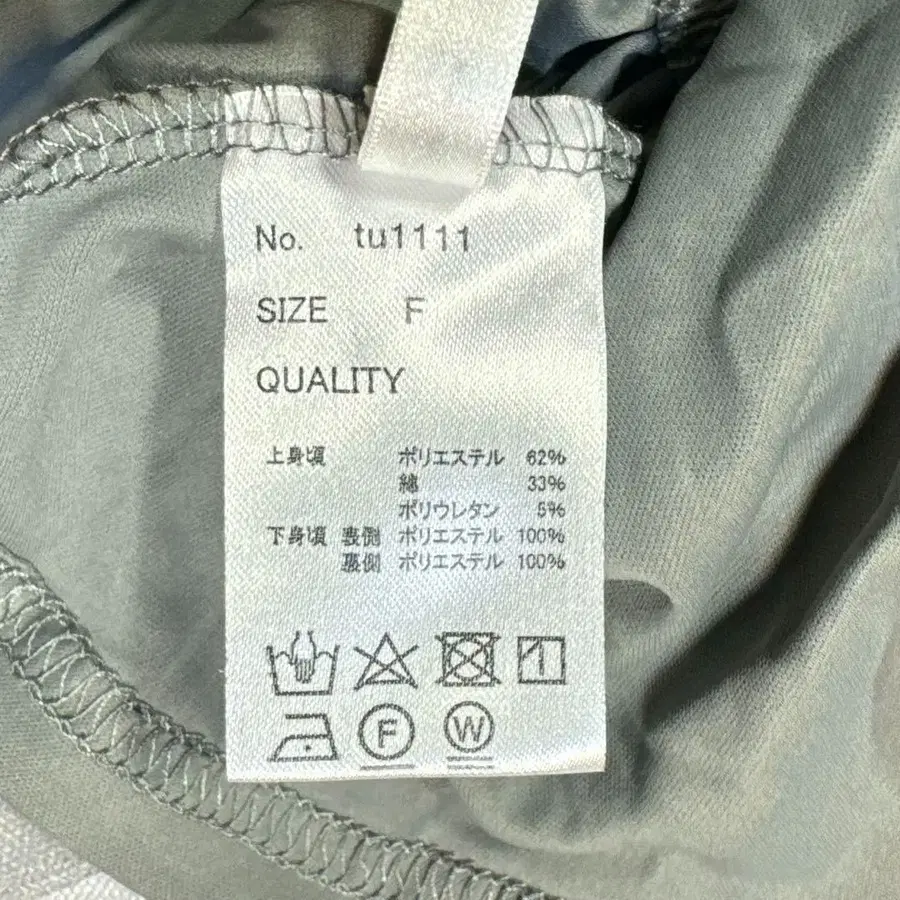 No. tu1111
SIZE F
QUALITY
上身頃 ポリエステル 62%
綿 33%
ポリウレタン 5%
下身頃 表側 ポリエステル 100%
裏側 ポリエステル 100%
1
F
W